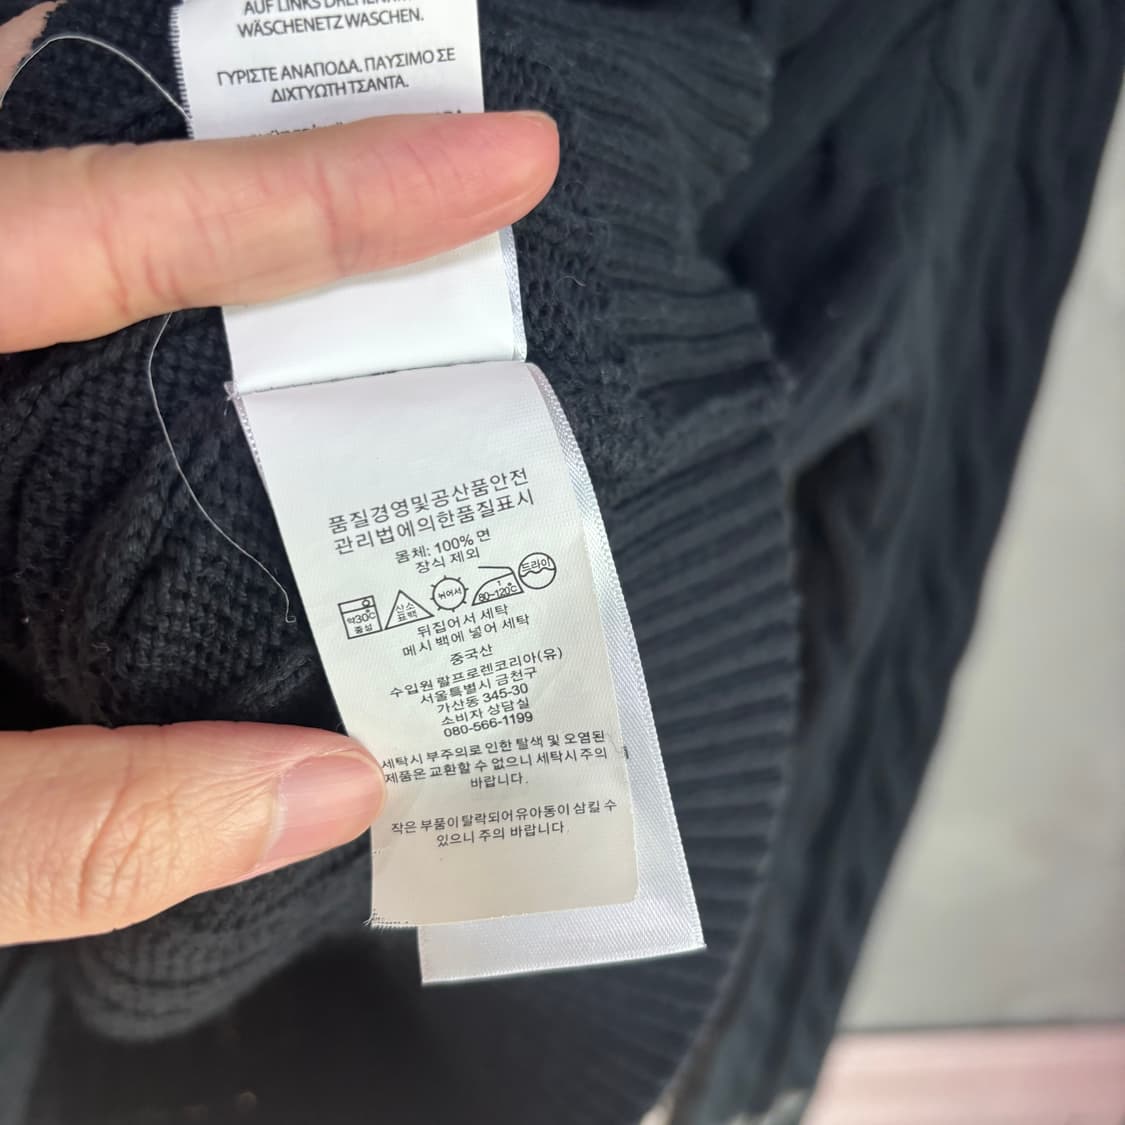 AUF LINKS DREHEN.
WÄSCHENETZ WASCHEN.
ΓΥΡΙΣΤΕ ΑΝΑΠΟΔΑ. ΠΛΥΣΙΜΟ ΣΕ
ΔΙΧΤΥΩΤΗ ΤΣΑΝΤΑ.
품질경영및공산품안전
관리법에의한품질표시
몸체: 100% 면
장식 제외
약30℃
중성
산소
표백
뉘어서
80~120℃
드라이
뒤집어서 세탁
메시 백에 넣어 세탁
중국산
수입원 랄프로렌코리아(유)
서울특별시 금천구
가산동 345-30
소비자 상담실
080-566-1199
세탁시 부주의로 인한 탈색 및 오염된
제품은 교환할 수 없으니 세탁시 주의
바랍니다.
작은 부품이 탈락되어 유아동이 삼킬 수
있으니 주의 바랍니다.